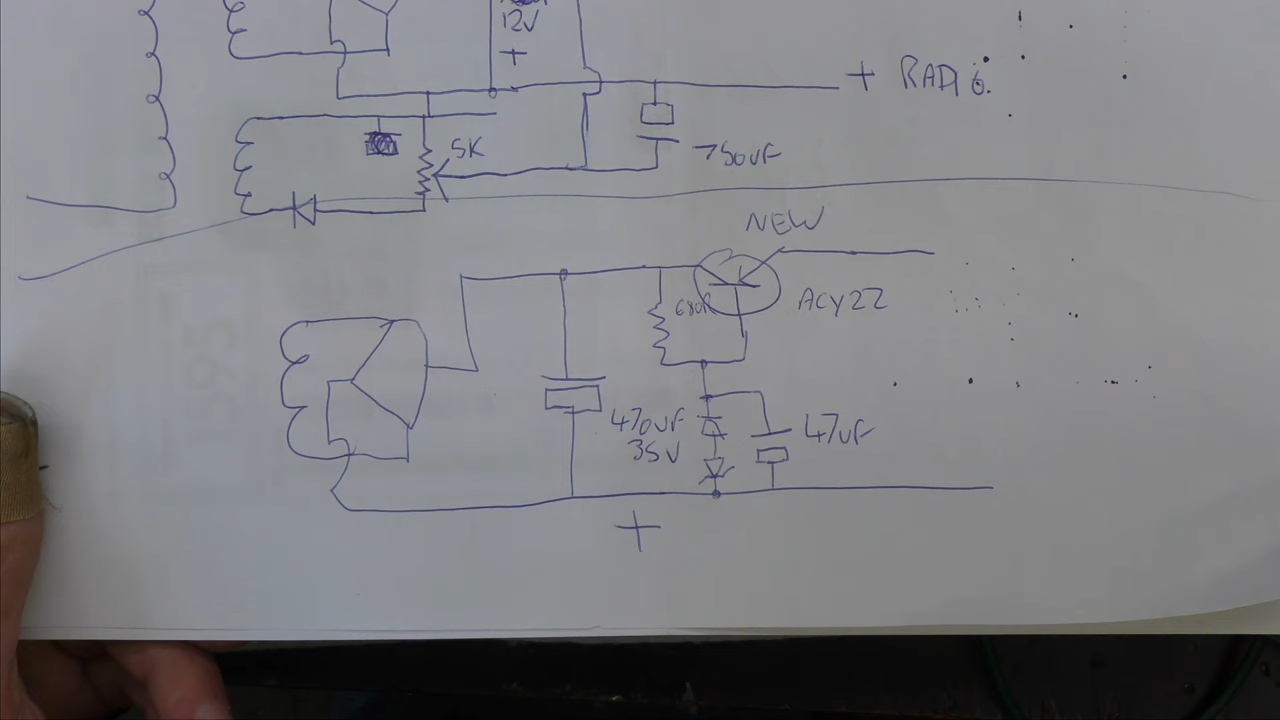 12V
+
+ RADIO.
5K
750uF
NEW
680R
ACY22
470uF
35V
47uF
+